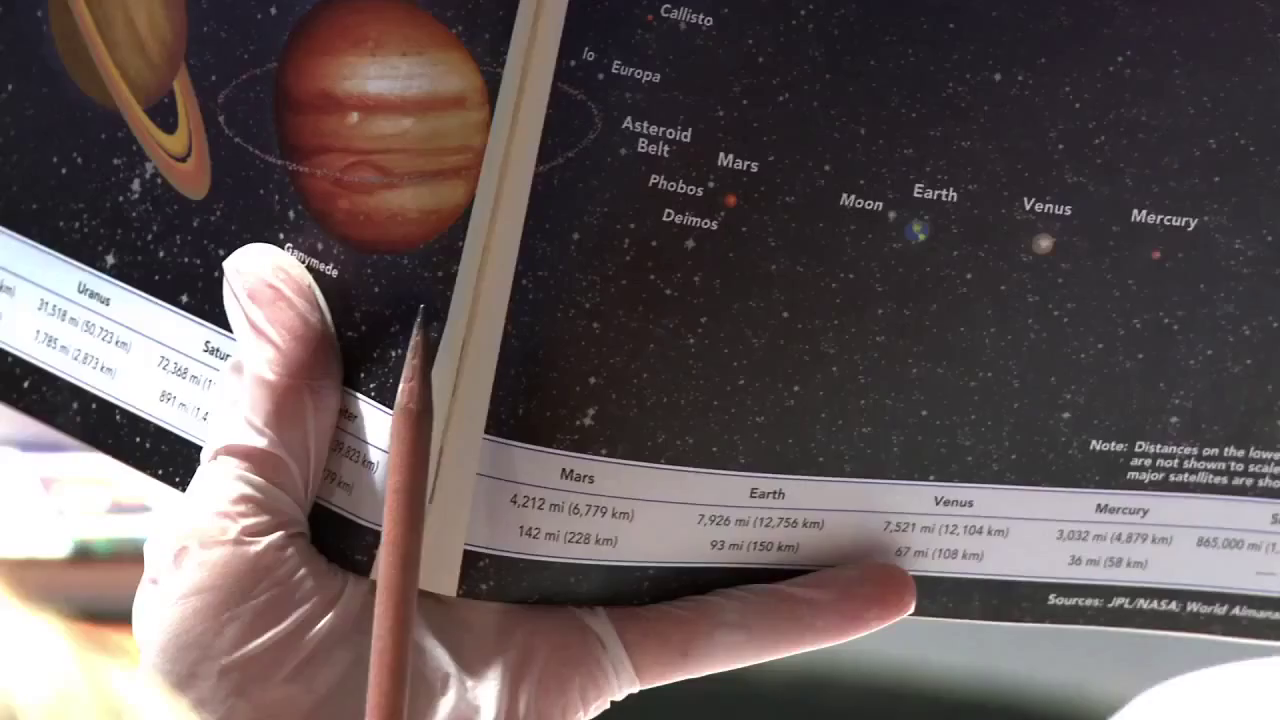 Callisto
Io Europa
Asteroid
Belt
Mars
Phobos
Deimos
Moon
Earth
Venus
Mercury
Ganymede
Uranus
31,518 mi (50,723 km)
1,785 mi (2,873 km)
72,368 mi
891 mi
39,823 km)
Note: Distances on the
are not shown to
major satellites are
Mars Earth Venus Mercury
4,212 mi (6,779 km) 7,926 mi (12,756 km) 7,521 mi (12,104 km) 3,032 mi (4,879 km) 865,000 mi
142 mi (228 km) 93 mi (150 km) 67 mi (108 km) 36 mi (58 km)
Sources: JPL/NASA; World